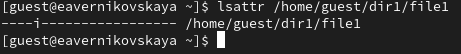 [guest@eavernikovskaya ~]$ lsattr /home/guest/dir1/file1
----i----------------- /home/guest/dir1/file1
[guest@eavernikovskaya ~]$